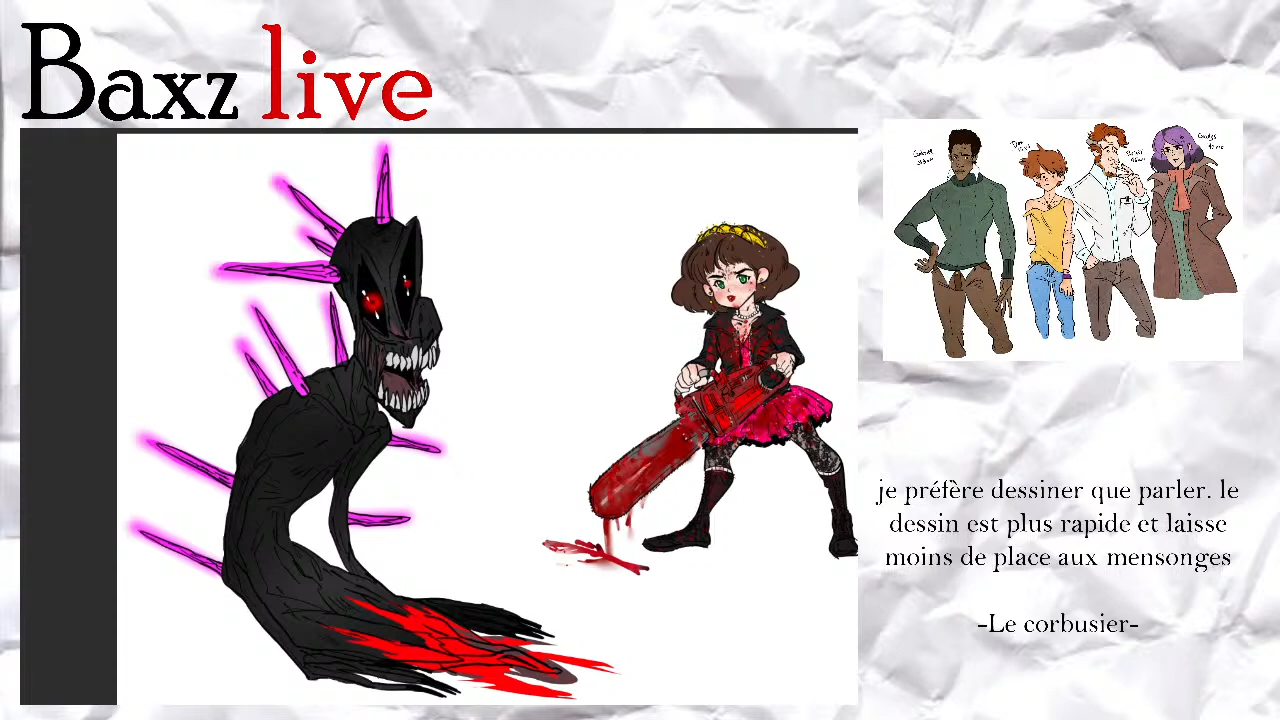 Baxz live
je préfère dessiner que parler. le
dessin est plus rapide et laisse
moins de place aux mensonges
-Le corbusier-